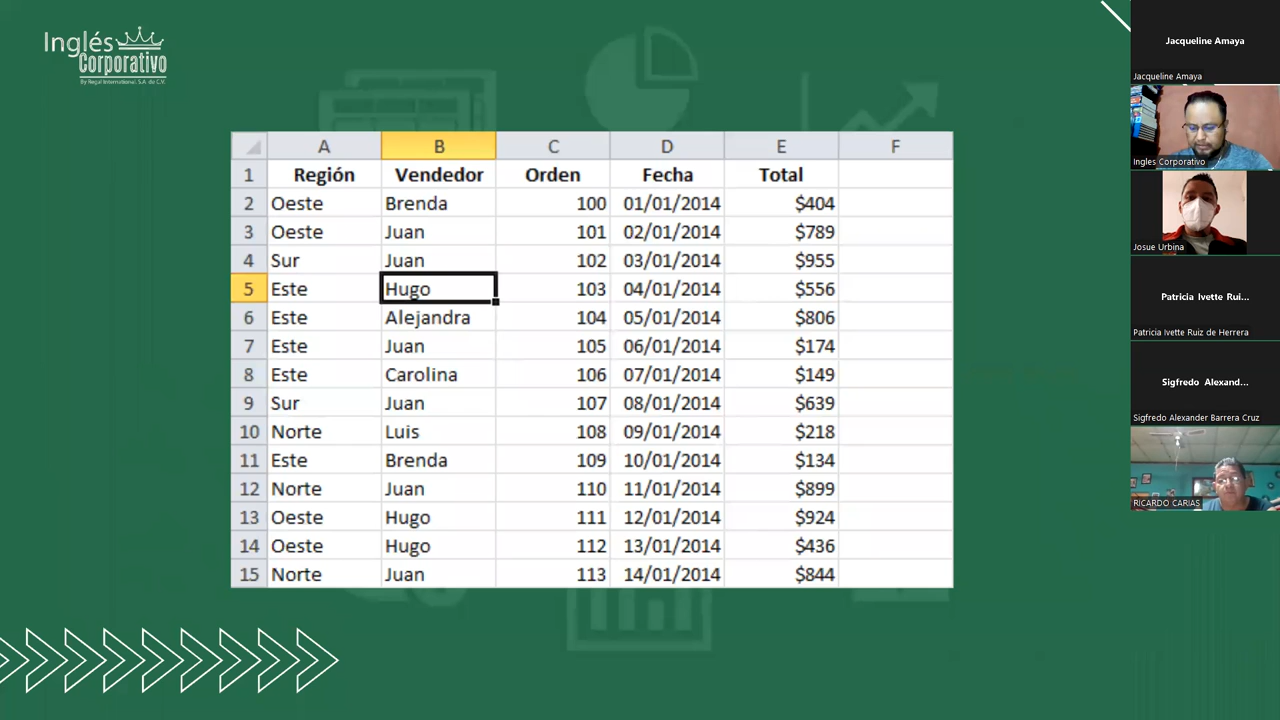 Inglés
Corporativo
By Regal International, S.A. de C.V.
A B C D E F
1 Región Vendedor Orden Fecha Total
2 Oeste Brenda 100 01/01/2014 $404
3 Oeste Juan 101 02/01/2014 $789
4 Sur Juan 102 03/01/2014 $955
5 Este Hugo 103 04/01/2014 $556
6 Este Alejandra 104 05/01/2014 $806
7 Este Juan 105 06/01/2014 $174
8 Este Carolina 106 07/01/2014 $149
9 Sur Juan 107 08/01/2014 $639
10 Norte Luis 108 09/01/2014 $218
11 Este Brenda 109 10/01/2014 $134
12 Norte Juan 110 11/01/2014 $899
13 Oeste Hugo 111 12/01/2014 $924
14 Oeste Hugo 112 13/01/2014 $436
15 Norte Juan 113 14/01/2014 $844
Jacqueline Amaya
Jacqueline Amaya
Ingles Corporativo
Josue Urbina
Patricia Ivette Rui...
Patricia Ivette Ruiz de Herrera
Sigfredo Alexand...
Sigfredo Alexander Barrera Cruz
RICARDO CARIAS